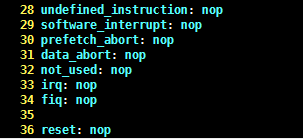 28 undefined_instruction: nop
29 software_interrupt: nop
30 prefetch_abort: nop
31 data_abort: nop
32 not_used: nop
33 irq: nop
34 fiq: nop
35
36 reset: nop